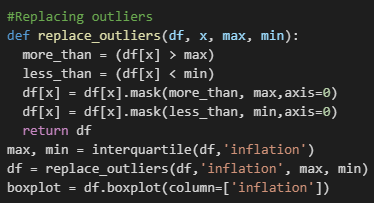 #Replacing outliers
def replace_outliers(df, x, max, min):
  more_than = (df[x] > max)
  less_than = (df[x] < min)
  df[x] = df[x].mask(more_than, max,axis=0)
  df[x] = df[x].mask(less_than, min,axis=0)
  return df
max, min = interquartile(df,'inflation')
df = replace_outliers(df,'inflation', max, min)
boxplot = df.boxplot(column=['inflation'])